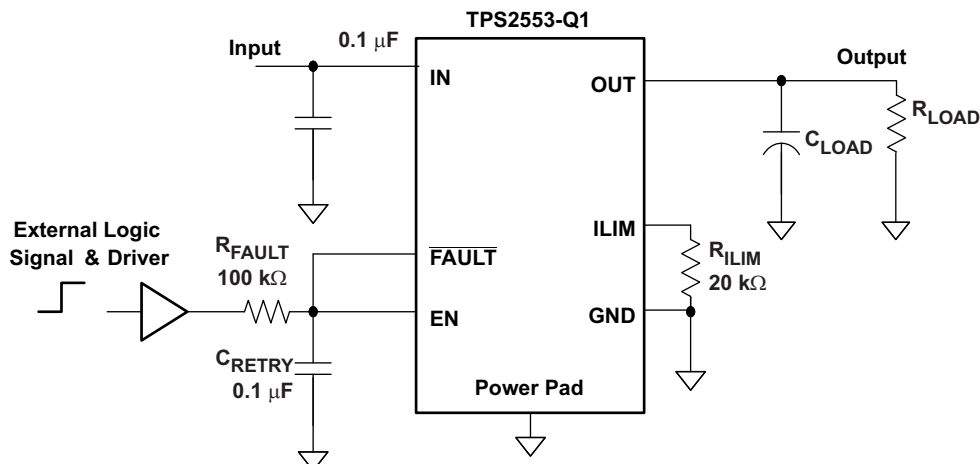 TPS2553-Q1
Input
0.1 μF
IN
OUT
Output
R_LOAD
C_LOAD
External Logic
Signal & Driver
R_FAULT
100 kΩ
FAULT
ILIM
R_ILIM
20 kΩ
EN
GND
C_RETRY
0.1 μF
Power Pad